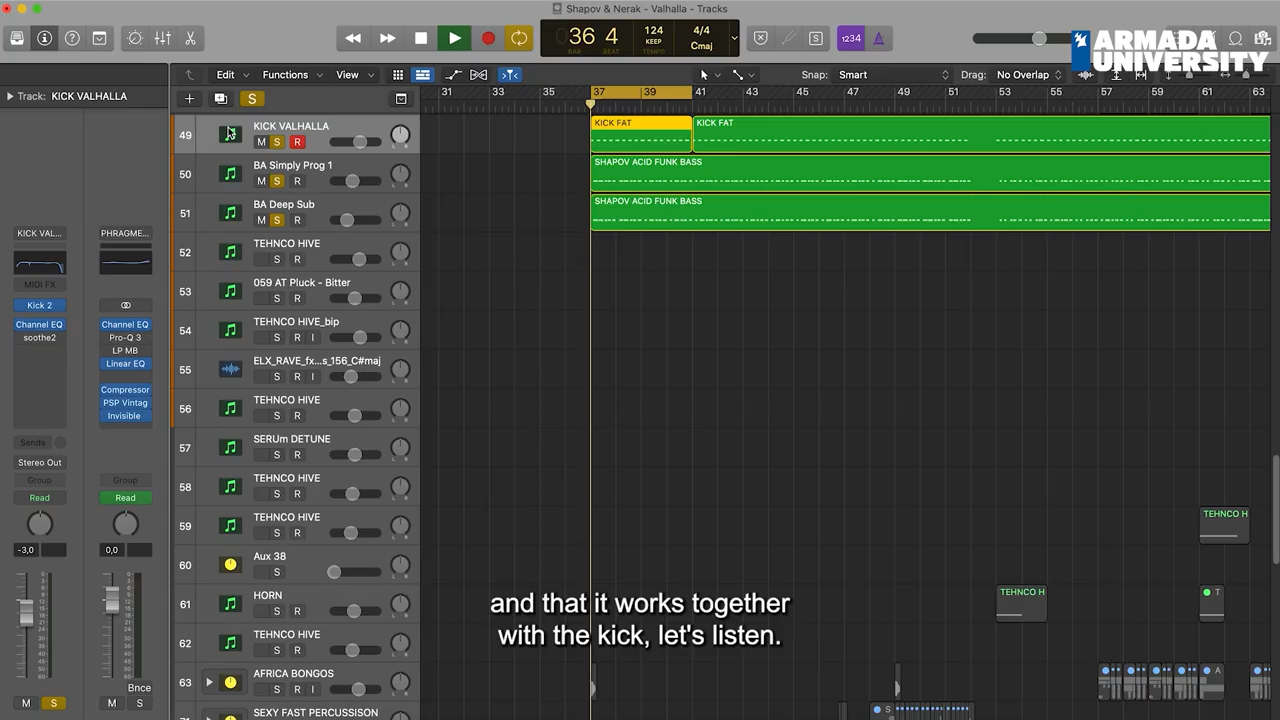 Shapov & Nerak - Valhalla - Tracks
36 4
BAR BEAT
124
KEEP
TEMPO
4/4
Cmaj
1234
ARMADA
UNIVERSITY
Track: KICK VALHALLA
Edit Functions View
Snap: Smart
Drag: No Overlap
S
31 33 35 37 39 41 43 45 47 49 51 53 55 57 59 61 63
49 KICK VALHALLA
M S R
KICK FAT
KICK FAT
50 BA Simply Prog 1
M S R
SHAPOV ACID FUNK BASS
51 BA Deep Sub
M S R
SHAPOV ACID FUNK BASS
52 TEHNCO HIVE
S R
53 059 AT Pluck - Bitter
S R
54 TEHNCO HIVE_bip
S R I
55 ELX_RAVE_fx...s_156_C#maj
S R I
56 TEHNCO HIVE
S R
57 SERUm DETUNE
S R
58 TEHNCO HIVE
S R
59 TEHNCO HIVE
S R
TEHNCO H
60 Aux 38
S
61 HORN
S R
TEHNCO H
T
62 TEHNCO HIVE
S R
63 AFRICA BONGOS
M S R I
A
71 SEXY FAST PERCUSSISON
S
KICK VAL... PHRAGME...
MIDI FX
Kick 2
Channel EQ
soothe2
Channel EQ
Pro-Q 3
LP MB
Linear EQ
Compressor
PSP Vintag
Invisible
Sends
Stereo Out
Group Group
Read Read
-3,0 0,0
Bnce
M S M S
and that it works together
with the kick, let's listen.